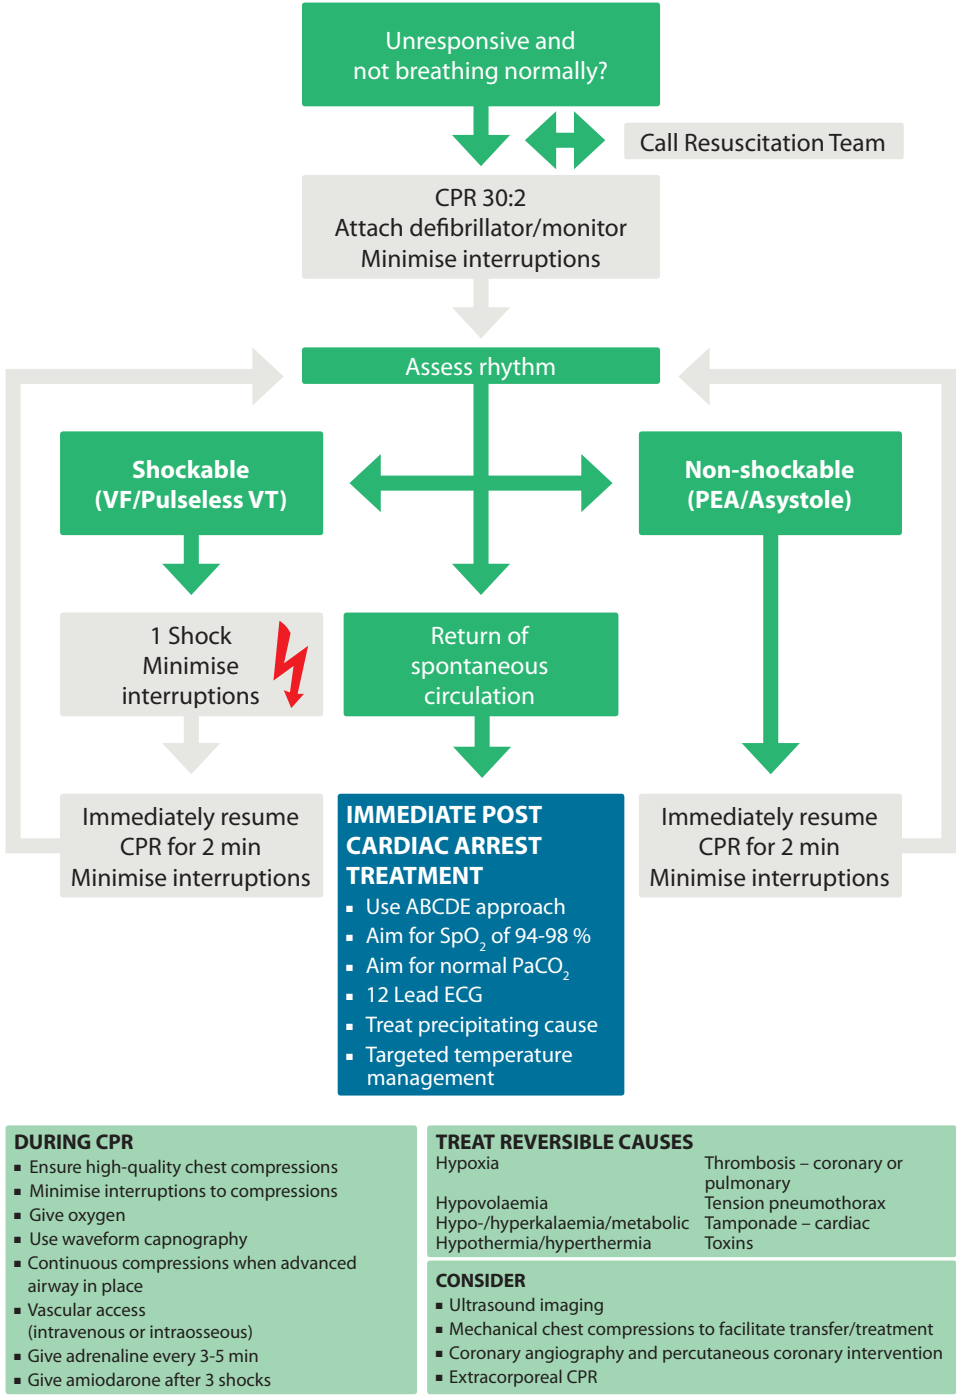 Unresponsive and
not breathing normally?
Call Resuscitation Team
CPR 30:2
Attach defibrillator/monitor
Minimise interruptions
Assess rhythm
Shockable
(VF/Pulseless VT)
Non-shockable
(PEA/Asystole)
1 Shock
Minimise
interruptions
Return of
spontaneous
circulation
Immediately resume
CPR for 2 min
Minimise interruptions
IMMEDIATE POST
CARDIAC ARREST
TREATMENT
▪ Use ABCDE approach
▪ Aim for SpO₂ of 94-98 %
▪ Aim for normal PaCO₂
▪ 12 Lead ECG
▪ Treat precipitating cause
▪ Targeted temperature
management
Immediately resume
CPR for 2 min
Minimise interruptions
DURING CPR
▪ Ensure high-quality chest compressions
▪ Minimise interruptions to compressions
▪ Give oxygen
▪ Use waveform capnography
▪ Continuous compressions when advanced
airway in place
▪ Vascular access
(intravenous or intraosseous)
▪ Give adrenaline every 3-5 min
▪ Give amiodarone after 3 shocks
TREAT REVERSIBLE CAUSES
Hypoxia
Hypovolaemia
Hypo-/hyperkalaemia/metabolic
Hypothermia/hyperthermia
Thrombosis – coronary or
pulmonary
Tension pneumothorax
Tamponade – cardiac
Toxins
CONSIDER
▪ Ultrasound imaging
▪ Mechanical chest compressions to facilitate transfer/treatment
▪ Coronary angiography and percutaneous coronary intervention
▪ Extracorporeal CPR